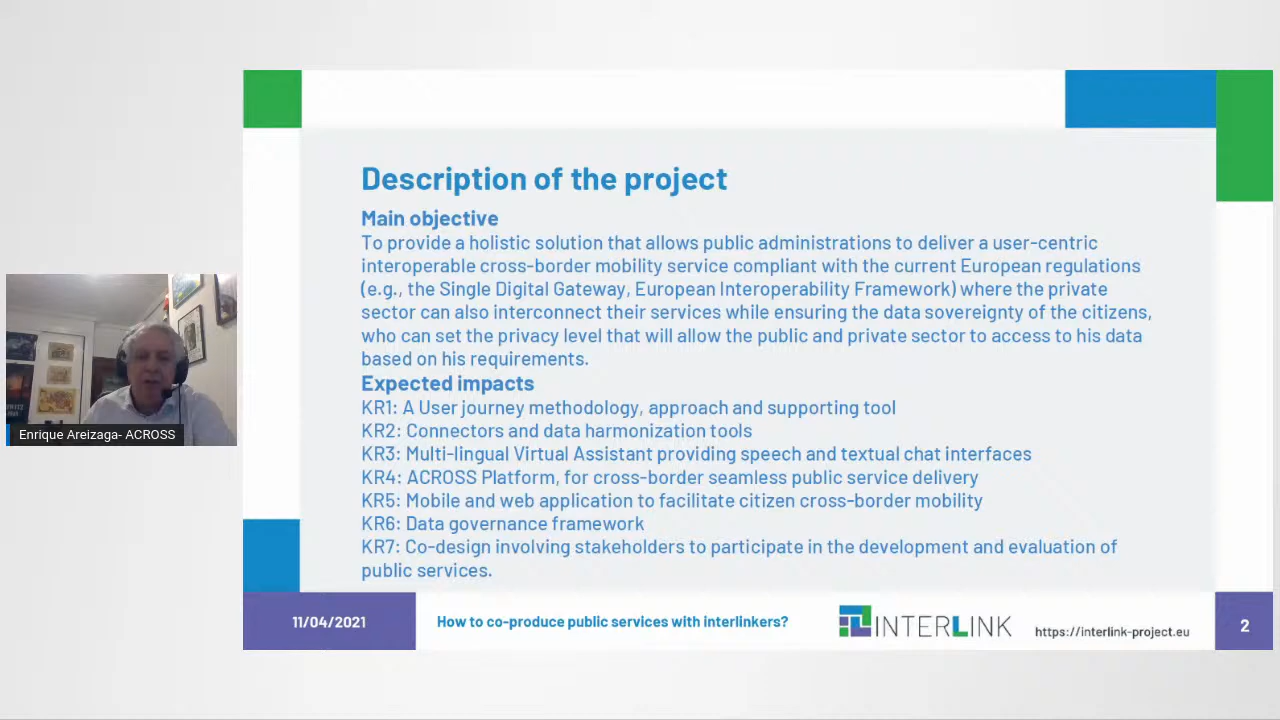 Description of the project
Main objective
To provide a holistic solution that allows public administrations to deliver a user-centric
interoperable cross-border mobility service compliant with the current European regulations
(e.g., the Single Digital Gateway, European Interoperability Framework) where the private
sector can also interconnect their services while ensuring the data sovereignty of the citizens,
who can set the privacy level that will allow the public and private sector to access to his data
based on his requirements.
Expected impacts
KR1: A User journey methodology, approach and supporting tool
KR2: Connectors and data harmonization tools
KR3: Multi-lingual Virtual Assistant providing speech and textual chat interfaces
KR4: ACROSS Platform, for cross-border seamless public service delivery
KR5: Mobile and web application to facilitate citizen cross-border mobility
KR6: Data governance framework
KR7: Co-design involving stakeholders to participate in the development and evaluation of
public services.
Enrique Areizaga- ACROSS
11/04/2021
How to co-produce public services with interlinkers?
INTERLINK
https://interlink-project.eu
2